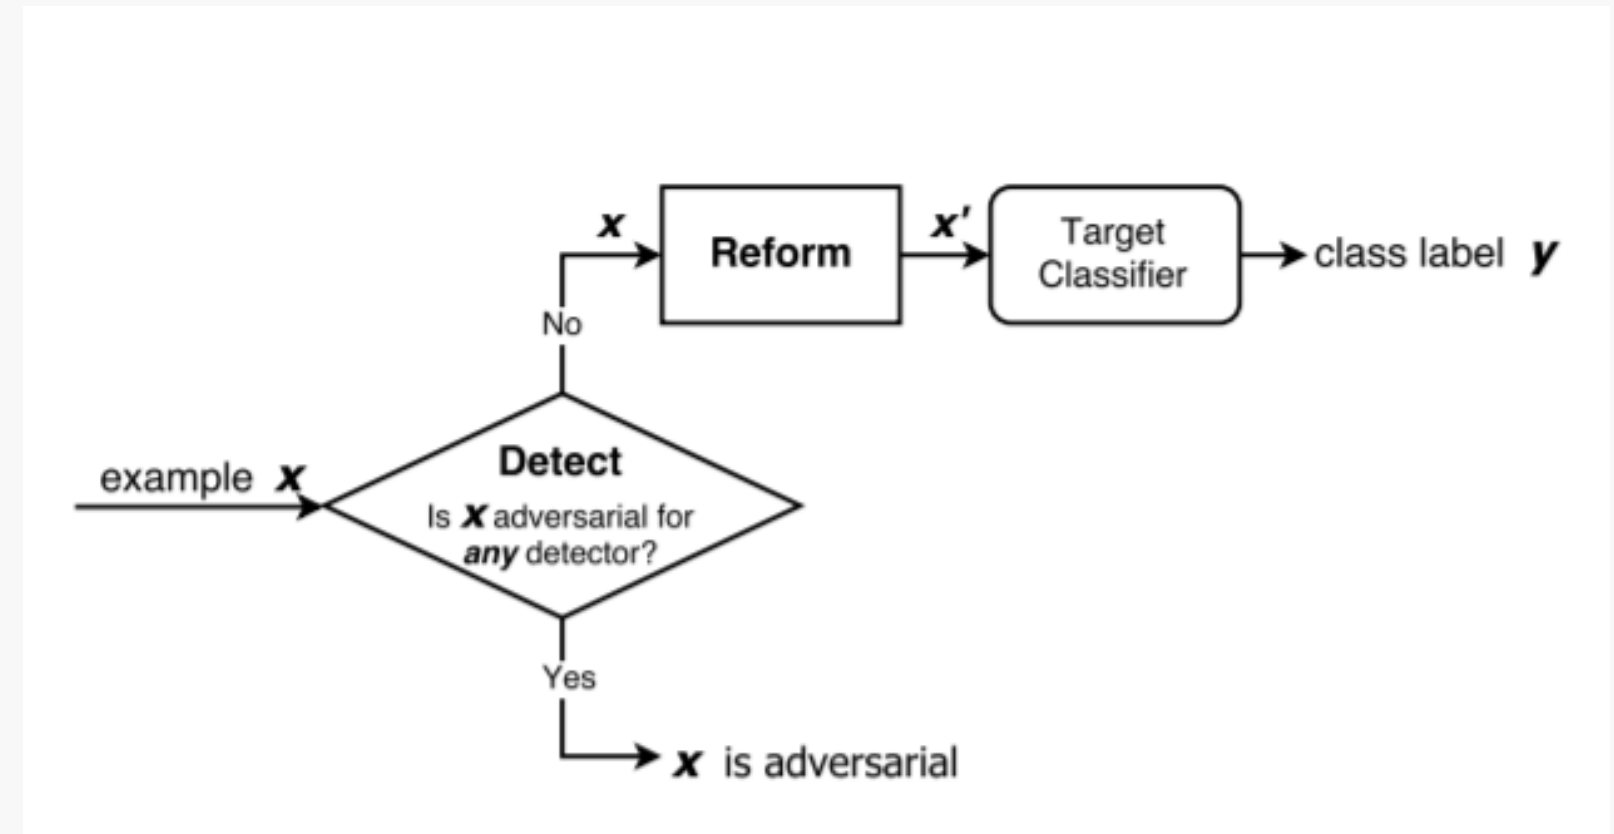 x
Reform
x'
Target
Classifier
class label y
No
example x
Detect
Is x adversarial for
any detector?
Yes
x is adversarial